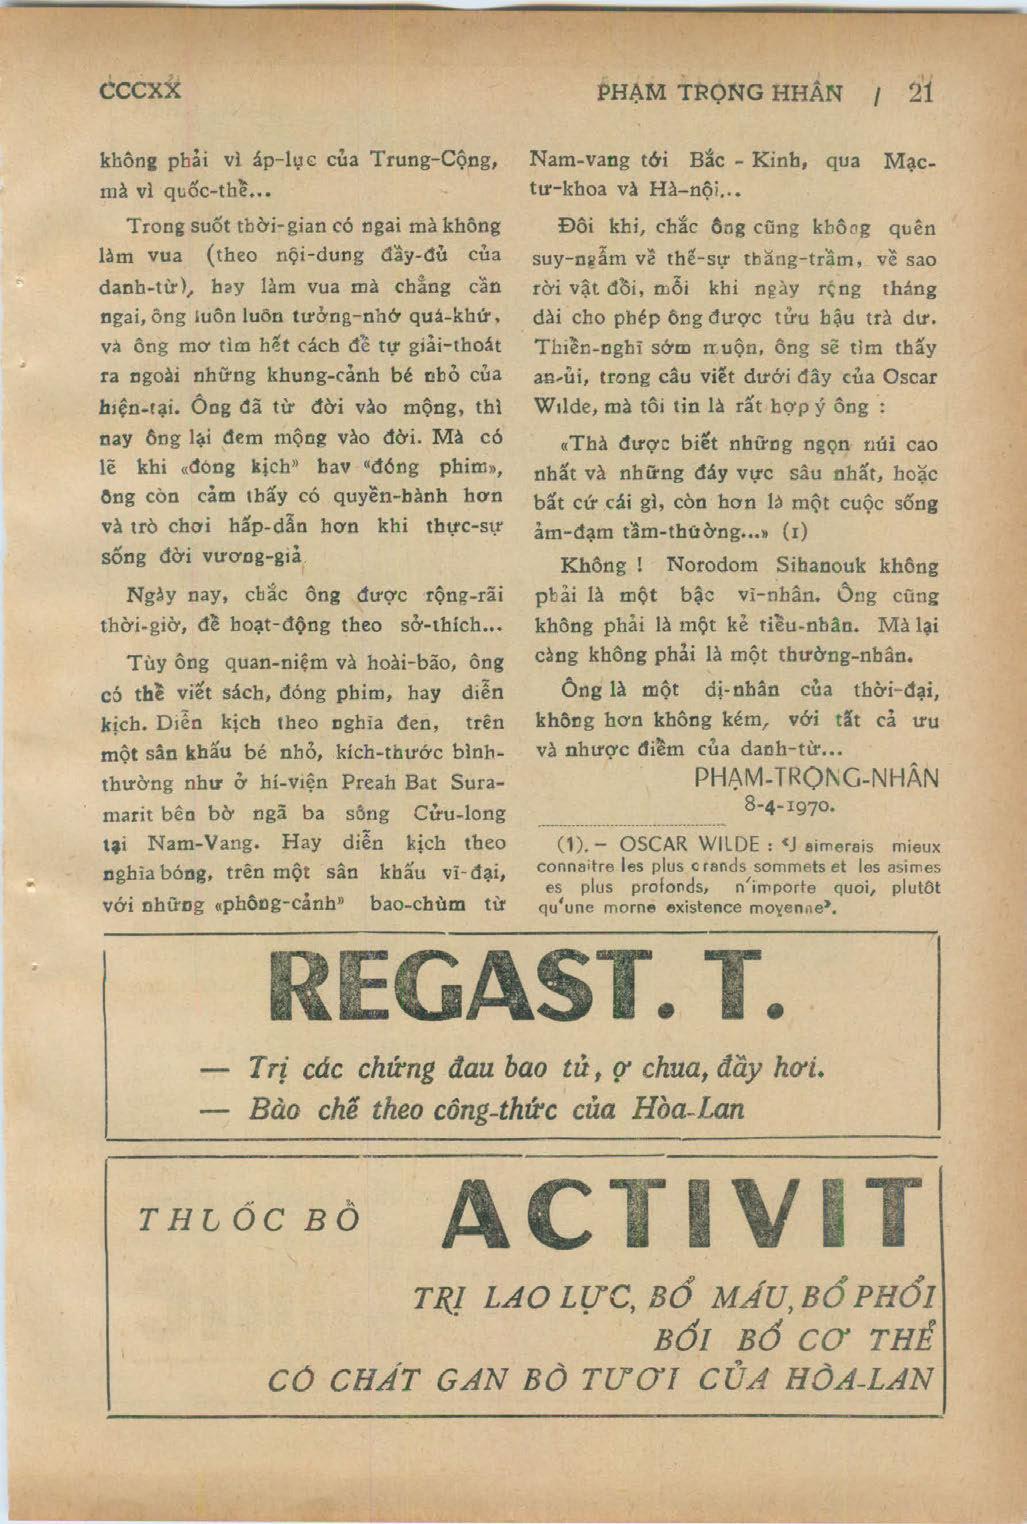 CCCXX
PHẠM TRỌNG HHÂN / 21
không phải vì áp-lực của Trung-Cộng,
mà vì quốc-thể...
Trong suốt thời-gian có ngai mà không
làm vua (theo nội-dung đầy-đủ của
danh-từ), hay làm vua mà chẳng cần
ngai, ông luôn luôn tưởng-nhớ quá-khứ,
và ông mơ tìm hết cách để tự giải-thoát
ra ngoài những khung-cảnh bé nhỏ của
hiện-tại. Ông đã từ đời vào mộng, thì
nay ông lại đem mộng vào đời. Mà có
lẽ khi «đóng kịch» hay «đóng phim»,
ông còn cảm thấy có quyền-hành hơn
và trò chơi hấp-dẫn hơn khi thực-sự
sống đời vương-giả.
Ngày nay, chắc ông được rộng-rãi
thời-giờ, để hoạt-động theo sở-thích...
Tùy ông quan-niệm và hoài-bão, ông
có thể viết sách, đóng phim, hay diễn
kịch. Diễn kịch theo nghĩa đen, trên
một sân khấu bé nhỏ, kích-thước bình-
thường như ở hí-viện Preah Bat Sura-
marit bên bờ ngã ba sông Cửu-long
tại Nam-Vang. Hay diễn kịch theo
nghĩa bóng, trên một sân khấu vĩ-đại,
với những «phông-cảnh» bao-chùm từ
Nam-vang tới Bắc - Kinh, qua Mạc-
tư-khoa và Hà-nội...
Đôi khi, chắc ông cũng không quên
suy-ngẫm về thế-sự thăng-trầm, về sao
rời vật đổi, mỗi khi ngày rộng tháng
dài cho phép ông được tửu hậu trà dư.
Thiền-nghĩ sớm muộn, ông sẽ tìm thấy
an-ủi, trong câu viết dưới đây của Oscar
Wilde, mà tôi tin là rất hợp ý ông :
«Thà được biết những ngọn núi cao
nhất và những đáy vực sâu nhất, hoặc
bất cứ cái gì, còn hơn là một cuộc sống
ảm-đạm tầm-thường...» (1)
Không ! Norodom Sihanouk không
phải là một bậc vĩ-nhân. Ông cũng
không phải là một kẻ tiểu-nhân. Mà lại
càng không phải là một thường-nhân.
Ông là một dị-nhân của thời-đại,
không hơn không kém, với tất cả ưu
và nhược điểm của danh-từ...
PHẠM-TRỌNG-NHÂN
8-4-1970.
(1).— OSCAR WILDE : «J aimerais mieux
connaitre les plus grands sommets et les asimes
es plus profonds, n'importe quoi, plutôt
qu'une morne existence moyenne».
REGAST. T.
— Trị các chứng đau bao tử, ợ chua, đầy hơi.
— Bào chế theo công-thức của Hòa-Lan
THUỐC BỔ ACTIVIT
TRỊ LAO LỰC, BỔ MÁU, BỔ PHỔI
BỒI BỔ CƠ THỂ
CÓ CHẤT GAN BÒ TƯƠI CỦA HÒA-LAN